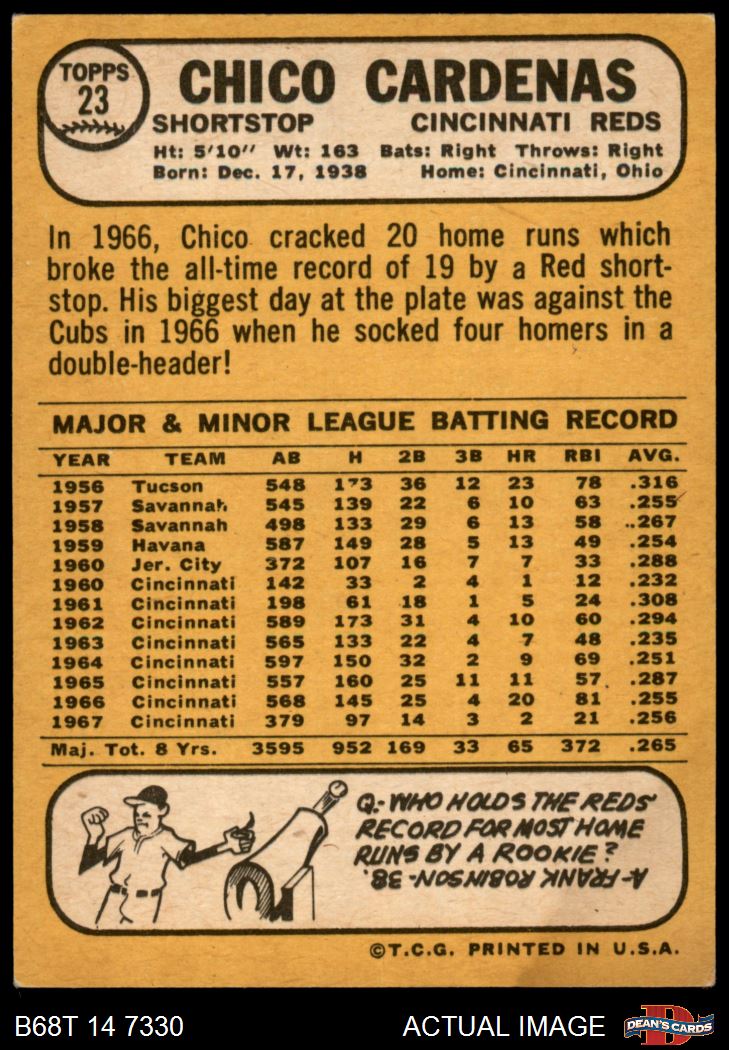 TOPPS
23
CHICO CARDENAS
SHORTSTOP CINCINNATI REDS
Ht: 5'10" Wt: 163 Bats: Right Throws: Right
Born: Dec. 17, 1938 Home: Cincinnati, Ohio
In 1966, Chico cracked 20 home runs which
broke the all-time record of 19 by a Red short-
stop. His biggest day at the plate was against the
Cubs in 1966 when he socked four homers in a
double-header!
MAJOR & MINOR LEAGUE BATTING RECORD
YEAR TEAM AB H 2B 3B HR RBI AVG.
1956 Tucson 548 173 36 12 23 78 .316
1957 Savannah 545 139 22 6 10 63 .255
1958 Savannah 498 133 29 6 13 58 .267
1959 Havana 587 149 28 5 13 49 .254
1960 Jer. City 372 107 16 7 7 33 .288
1960 Cincinnati 142 33 2 4 1 12 .232
1961 Cincinnati 198 61 18 1 5 24 .308
1962 Cincinnati 589 173 31 4 10 60 .294
1963 Cincinnati 565 133 22 4 7 48 .235
1964 Cincinnati 597 150 32 2 9 69 .251
1965 Cincinnati 557 160 25 11 11 57 .287
1966 Cincinnati 568 145 25 4 20 81 .255
1967 Cincinnati 379 97 14 3 2 21 .256
Maj. Tot. 8 Yrs. 3595 952 169 33 65 372 .265
Q.- WHO HOLDS THE REDS'
RECORD FOR MOST HOME
RUNS BY A ROOKIE?
A- FRANK ROBINSON- 38.
©T.C.G. PRINTED IN U.S.A.
B68T 14 7330 ACTUAL IMAGE DEAN'S CARDS